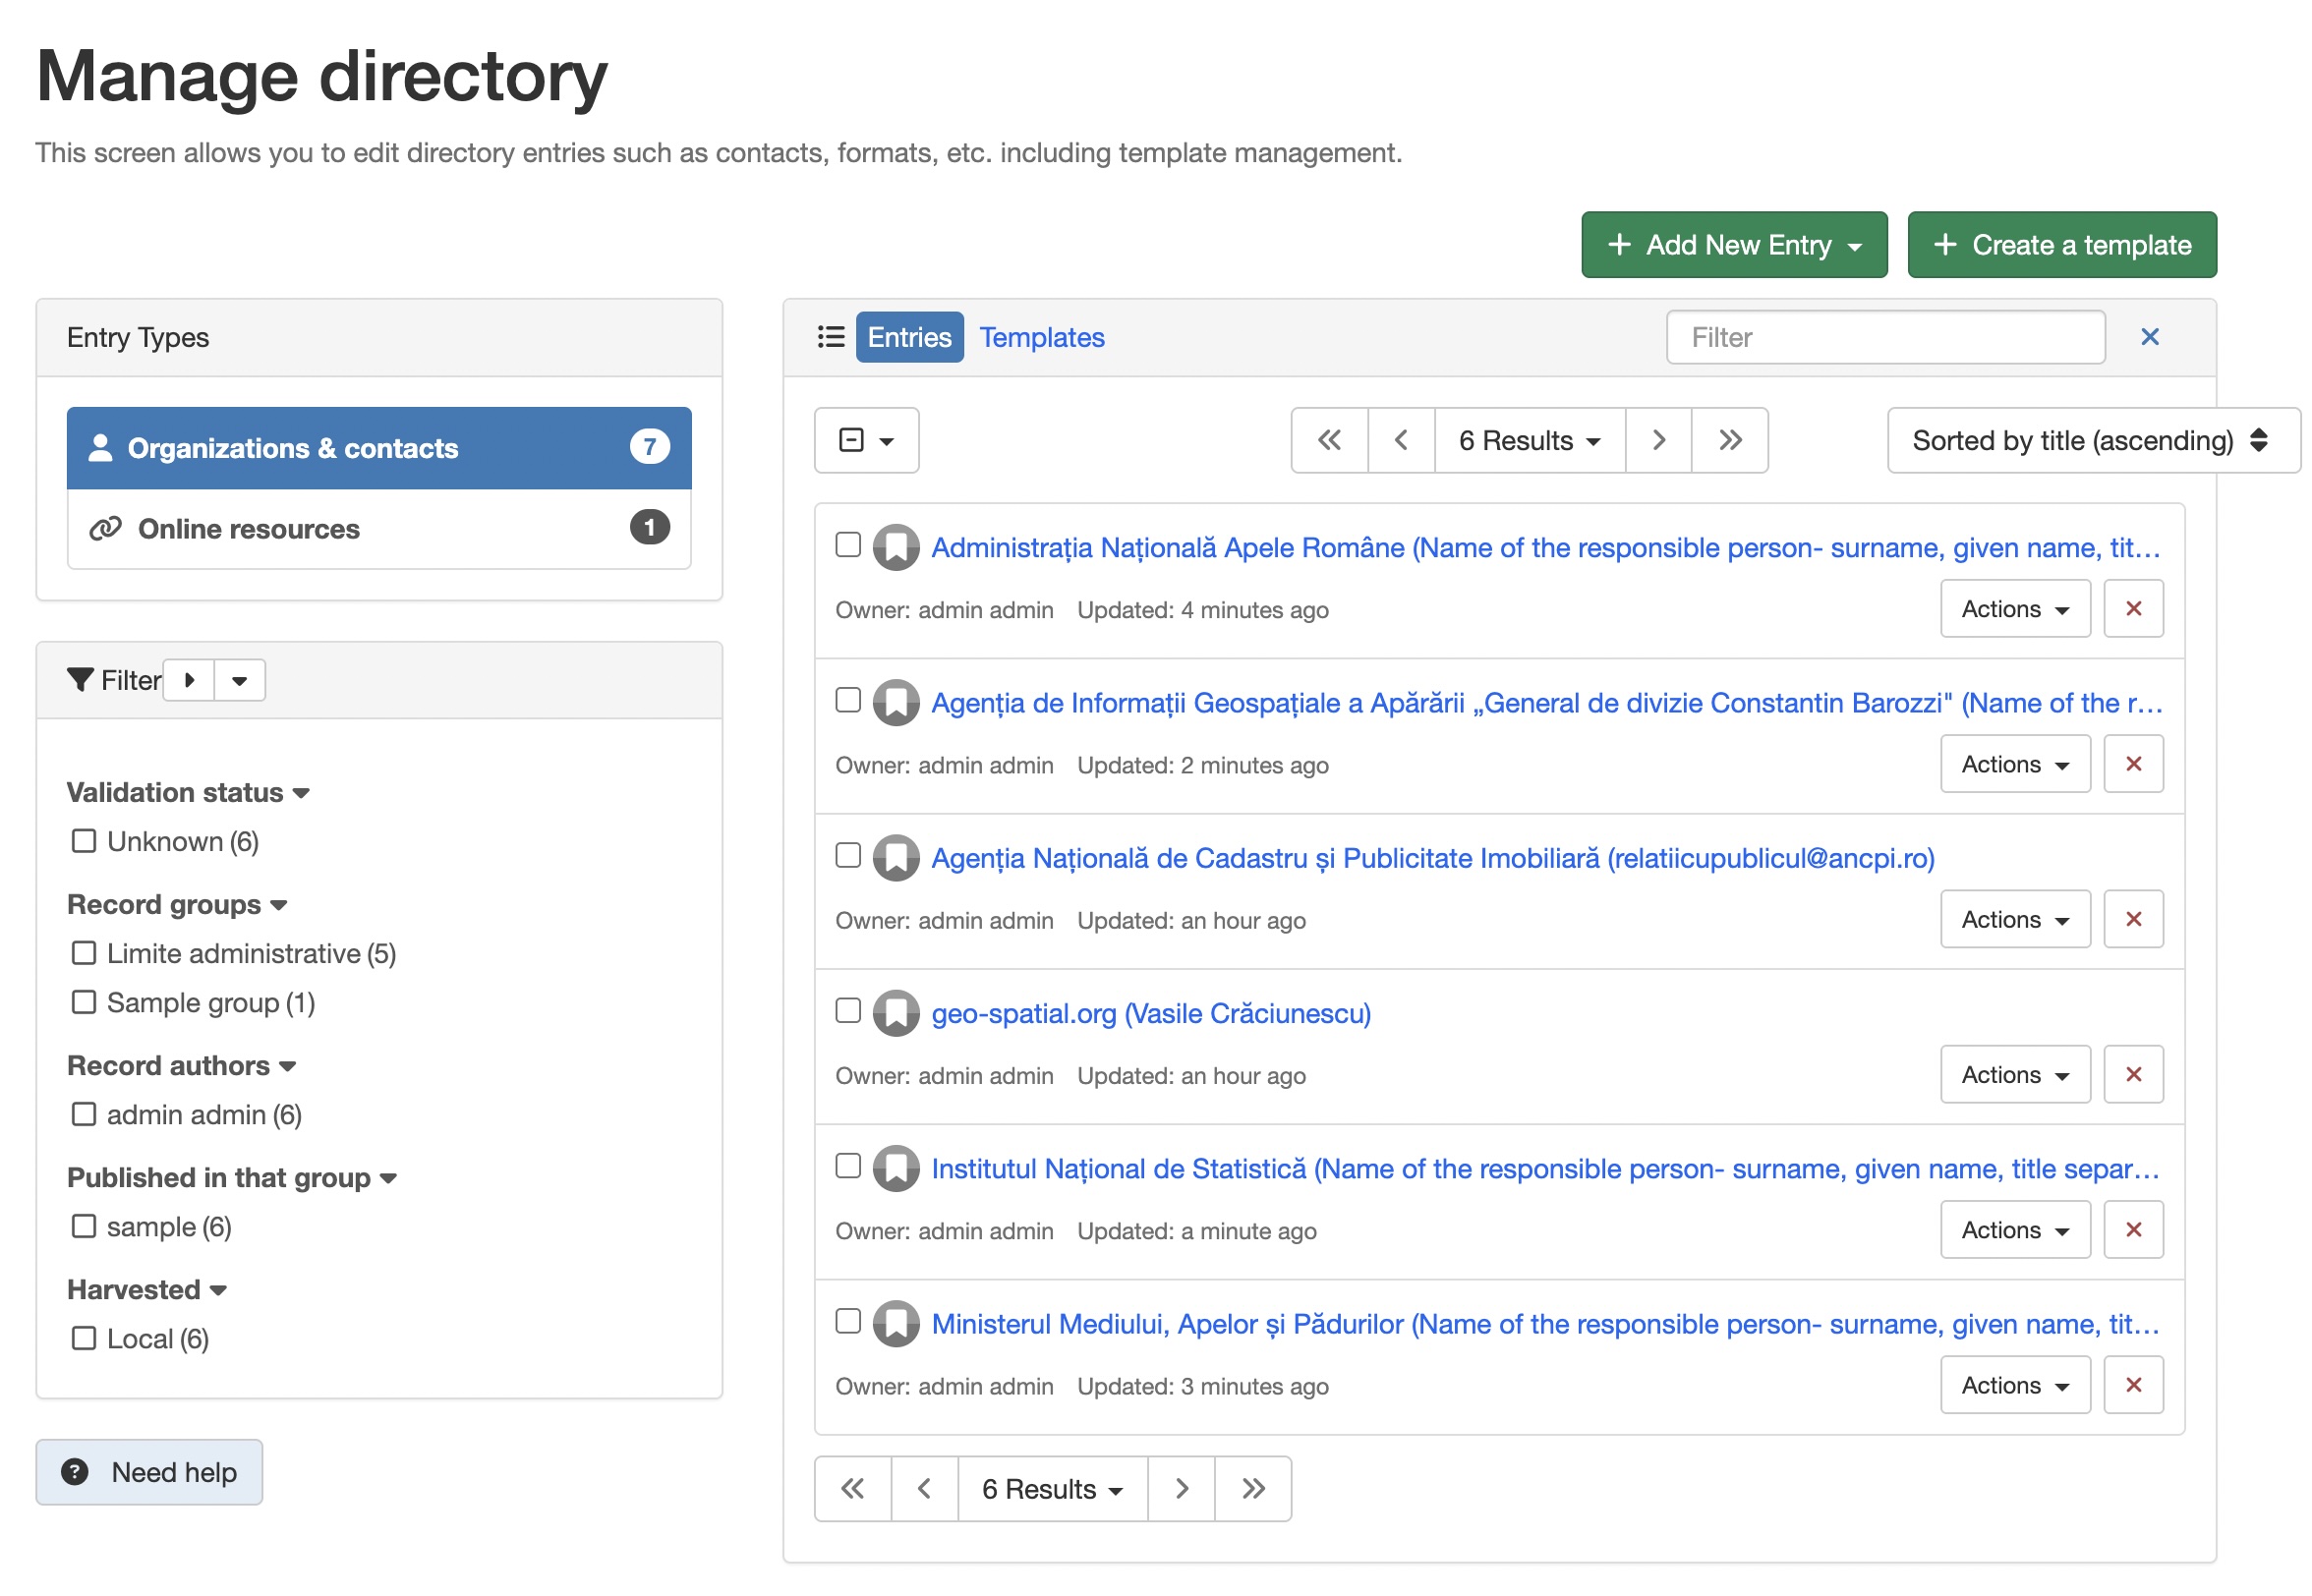 Manage directory
This screen allows you to edit directory entries such as contacts, formats, etc. including template management.
Add New Entry
Create a template
Entry Types
Organizations & contacts 7
Online resources 1
Filter
Validation status
Unknown (6)
Record groups
Limite administrative (5)
Sample group (1)
Record authors
admin admin (6)
Published in that group
sample (6)
Harvested
Local (6)
Need help
Entries Templates Filter
6 Results Sorted by title (ascending)
Administrația Națională Apele Române (Name of the responsible person- surname, given name, tit…
Owner: admin admin Updated: 4 minutes ago Actions
Agenția de Informații Geospațiale a Apărării „General de divizie Constantin Barozzi" (Name of the r…
Owner: admin admin Updated: 2 minutes ago Actions
Agenția Națională de Cadastru și Publicitate Imobiliară (relatiicupublicul@ancpi.ro)
Owner: admin admin Updated: an hour ago Actions
geo-spatial.org (Vasile Crăciunescu)
Owner: admin admin Updated: an hour ago Actions
Institutul Național de Statistică (Name of the responsible person- surname, given name, title separ…
Owner: admin admin Updated: a minute ago Actions
Ministerul Mediului, Apelor și Pădurilor (Name of the responsible person- surname, given name, tit…
Owner: admin admin Updated: 3 minutes ago Actions
6 Results